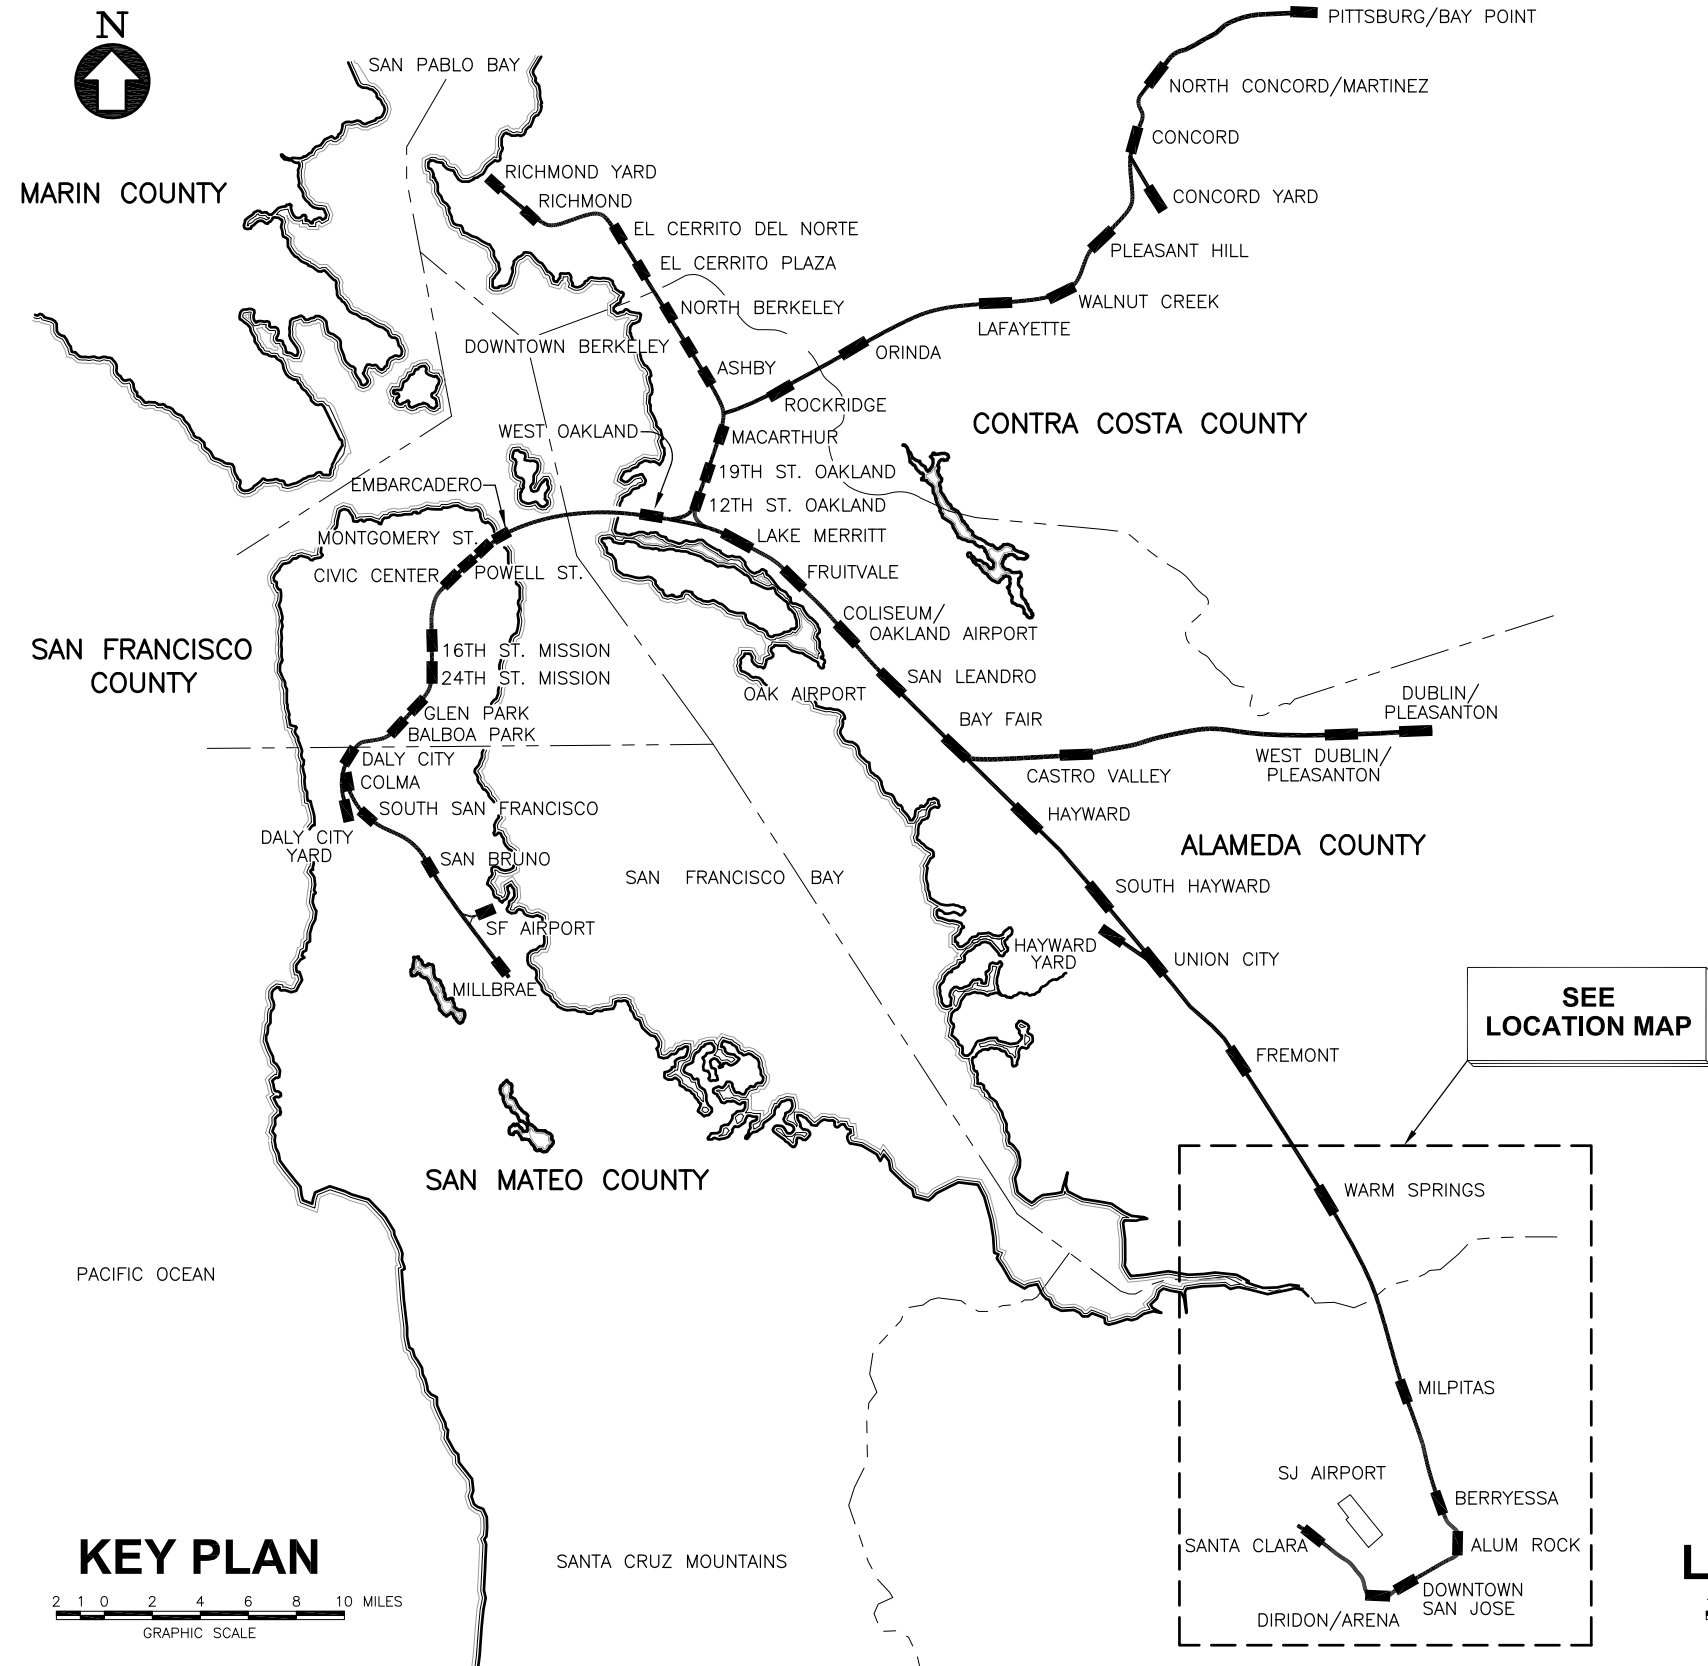 N
SAN PABLO BAY
PITTSBURG/BAY POINT
NORTH CONCORD/MARTINEZ
CONCORD
MARIN COUNTY
RICHMOND YARD
RICHMOND
CONCORD YARD
EL CERRITO DEL NORTE
PLEASANT HILL
EL CERRITO PLAZA
NORTH BERKELEY
WALNUT CREEK
LAFAYETTE
DOWNTOWN BERKELEY
ORINDA
ASHBY
ROCKRIDGE
CONTRA COSTA COUNTY
WEST OAKLAND
MACARTHUR
19TH ST. OAKLAND
EMBARCADERO
12TH ST. OAKLAND
MONTGOMERY ST.
LAKE MERRITT
CIVIC CENTER
POWELL ST.
FRUITVALE
COLISEUM/
OAKLAND AIRPORT
SAN FRANCISCO
COUNTY
16TH ST. MISSION
24TH ST. MISSION
SAN LEANDRO
OAK AIRPORT
GLEN PARK
BALBOA PARK
BAY FAIR
DUBLIN/
PLEASANTON
DALY CITY
COLMA
CASTRO VALLEY
WEST DUBLIN/
PLEASANTON
SOUTH SAN FRANCISCO
HAYWARD
DALY CITY
YARD
SAN BRUNO
ALAMEDA COUNTY
SAN FRANCISCO BAY
SOUTH HAYWARD
SF AIRPORT
HAYWARD
YARD
UNION CITY
MILLBRAE
SEE
LOCATION MAP
FREMONT
SAN MATEO COUNTY
WARM SPRINGS
PACIFIC OCEAN
MILPITAS
SJ AIRPORT
BERRYESSA
SANTA CLARA
ALUM ROCK
KEY PLAN
SANTA CRUZ MOUNTAINS
DOWNTOWN
SAN JOSE
DIRIDON/ARENA
2 1 0 2 4 6 8 10 MILES
GRAPHIC SCALE
L